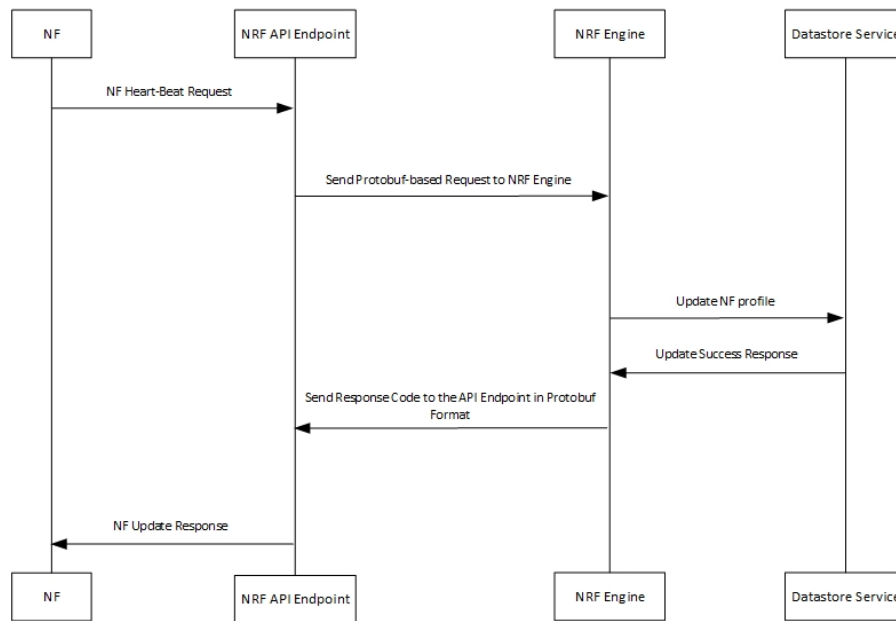 NF
NRF API Endpoint
NRF Engine
Datastore Service
NF Heart-Beat Request
Send Protobuf-based Request to NRF Engine
Update NF profile
Update Success Response
Send Response Code to the API Endpoint in Protobuf
Format
NF Update Response
NF
NRF API Endpoint
NRF Engine
Datastore Service